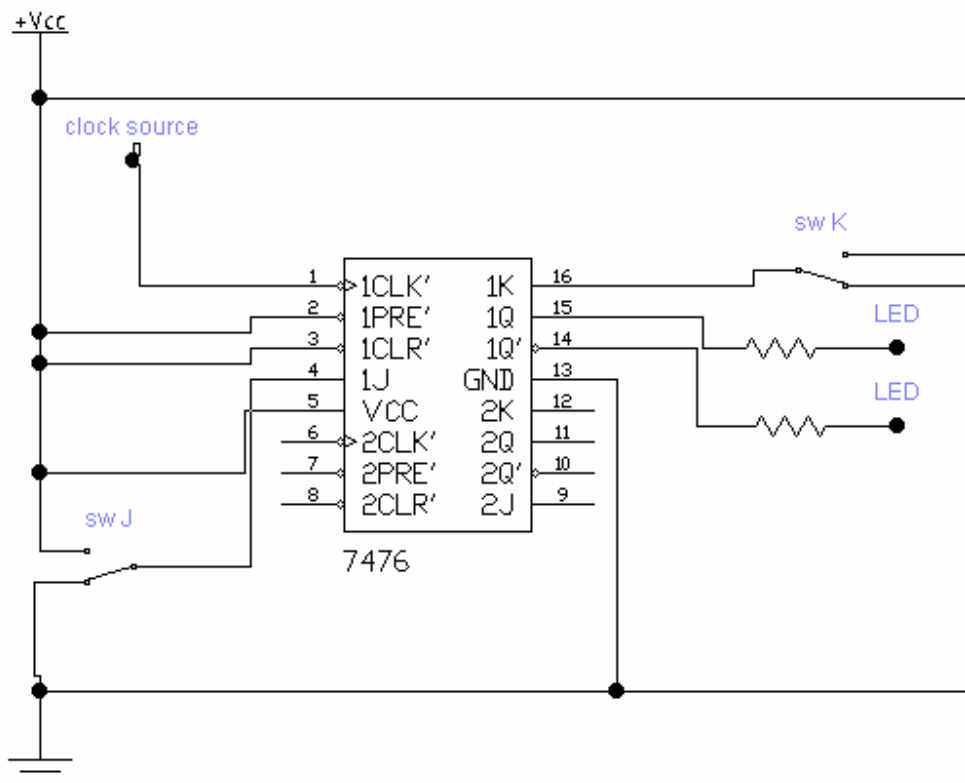 +Vcc
clock source
sw K
1 1CLK' 1K 16
2 1PRE' 1Q 15
LED
3 1CLR' 1Q' 14
4 1J GND 13
LED
5 VCC 2K 12
6 2CLK' 2Q 11
7 2PRE' 2Q' 10
8 2CLR' 2J 9
sw J
7476